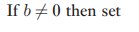 If b ≠ 0 then set